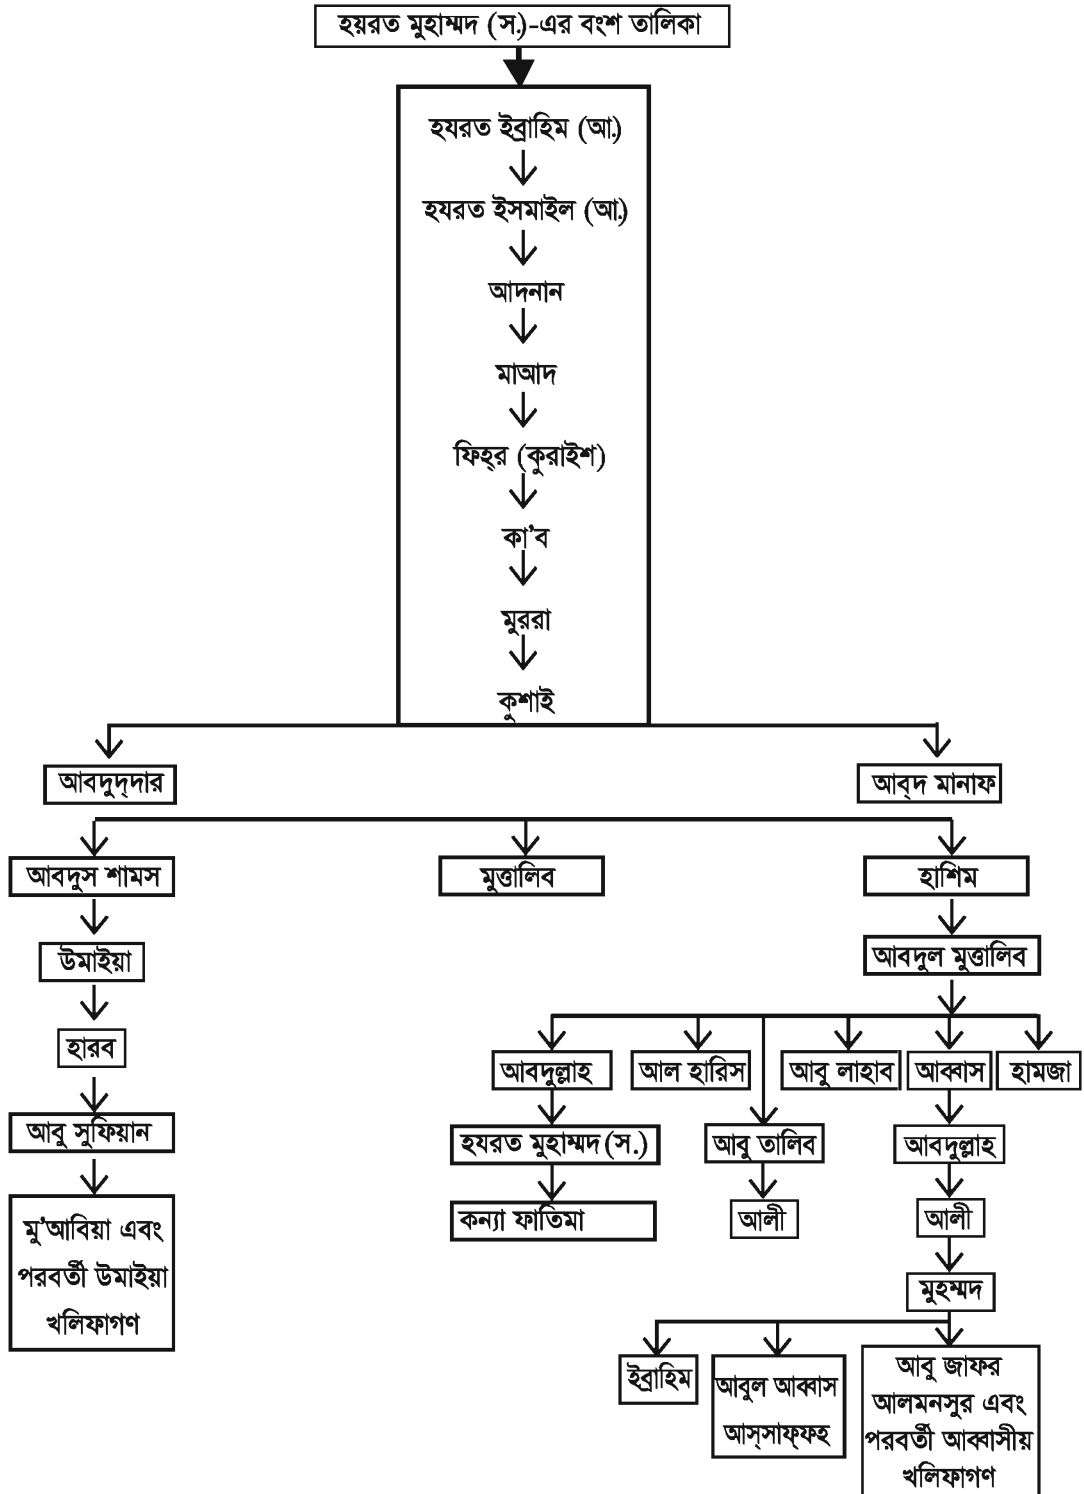 হয়রত মুহাম্মদ (স.)-এর বংশ তালিকা
হযরত ইব্রাহিম (আ.)
হযরত ইসমাইল (আ.)
আদনান
মাআদ
ফিহ্র (কুরাইশ)
কা'ব
মুররা
কুশাই
আবদুদ্দার
আব্দ মানাফ
আবদুস শামস
মুত্তালিব
হাশিম
উমাইয়া
আবদুল মুত্তালিব
হারব
আবদুল্লাহ
আল হারিস
আবু লাহাব
আব্বাস
হামজা
আবু সুফিয়ান
হযরত মুহাম্মদ (স.)
আবু তালিব
আবদুল্লাহ
কন্যা ফাতিমা
আলী
আলী
মু'আবিয়া এবং
পরবর্তী উমাইয়া
খলিফাগণ
মুহম্মদ
ইব্রাহিম
আবুল আব্বাস
আস্সাফ্ফহ
আবু জাফর
আলমনসুর এবং
পরবর্তী আব্বাসীয়
খলিফাগণ